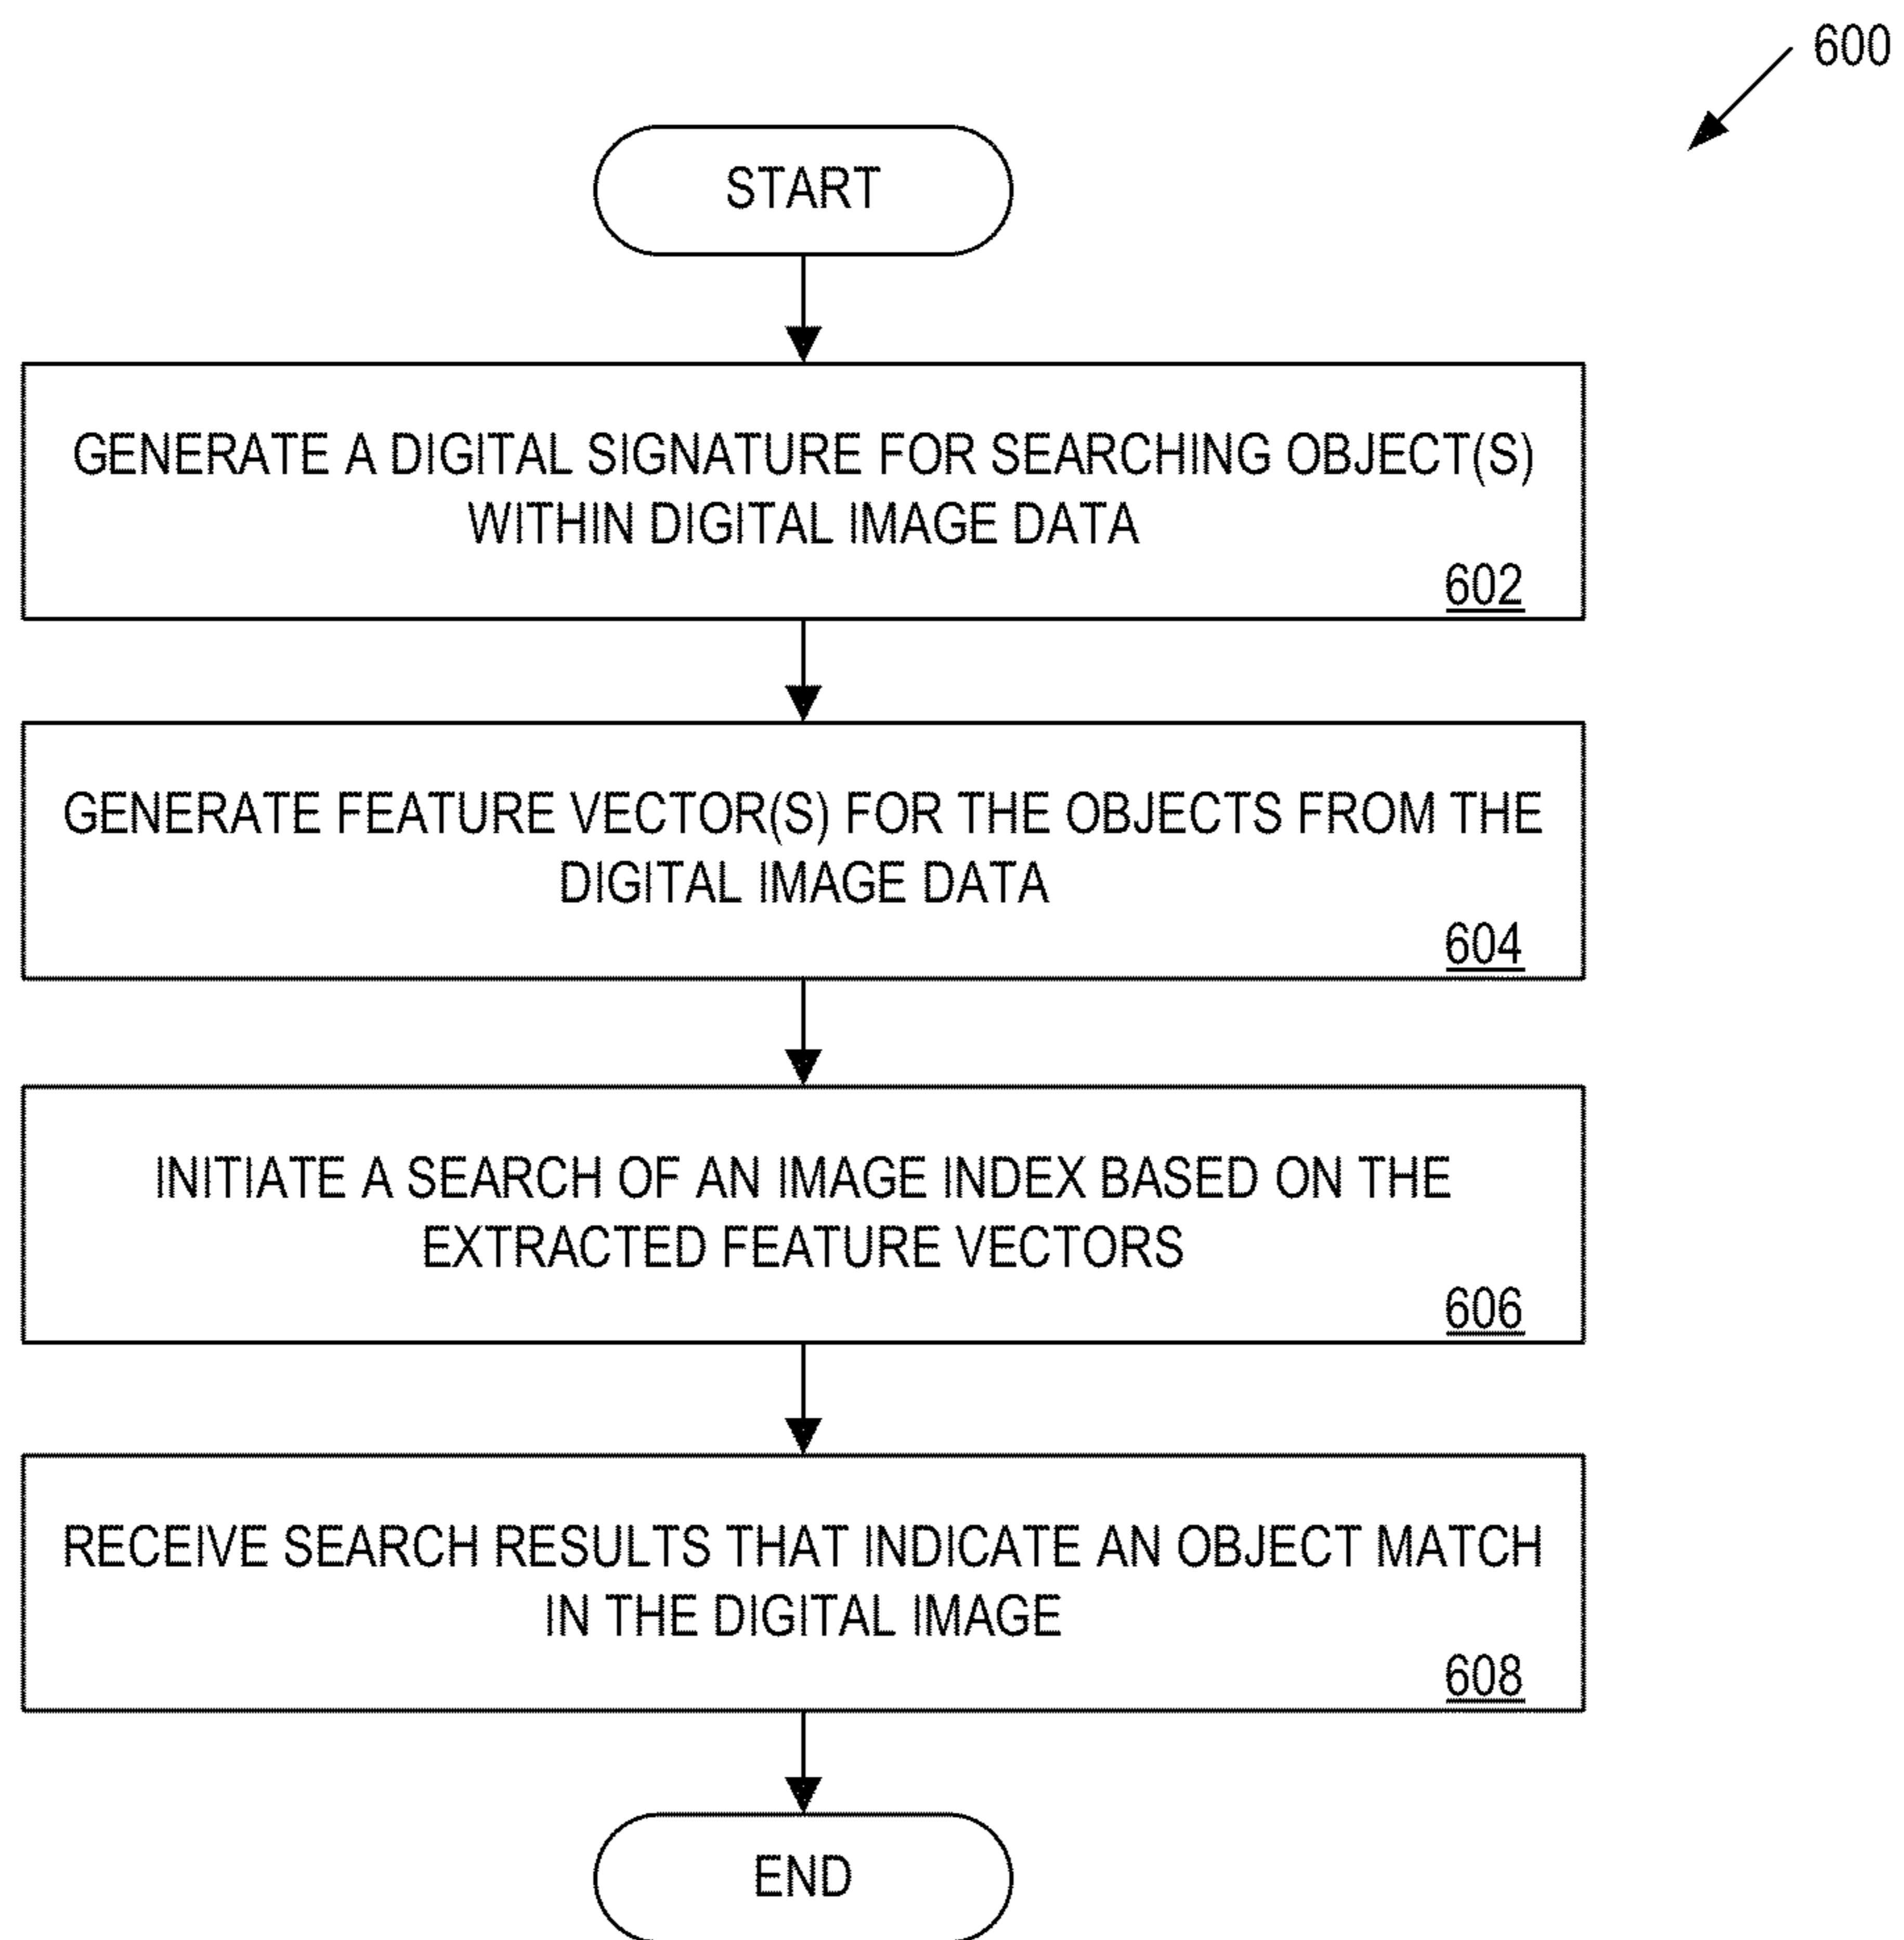 600
START
GENERATE A DIGITAL SIGNATURE FOR SEARCHING OBJECT(S)
WITHIN DIGITAL IMAGE DATA
602
GENERATE FEATURE VECTOR(S) FOR THE OBJECTS FROM THE
DIGITAL IMAGE DATA
604
INITIATE A SEARCH OF AN IMAGE INDEX BASED ON THE
EXTRACTED FEATURE VECTORS
606
RECEIVE SEARCH RESULTS THAT INDICATE AN OBJECT MATCH
IN THE DIGITAL IMAGE
608
END